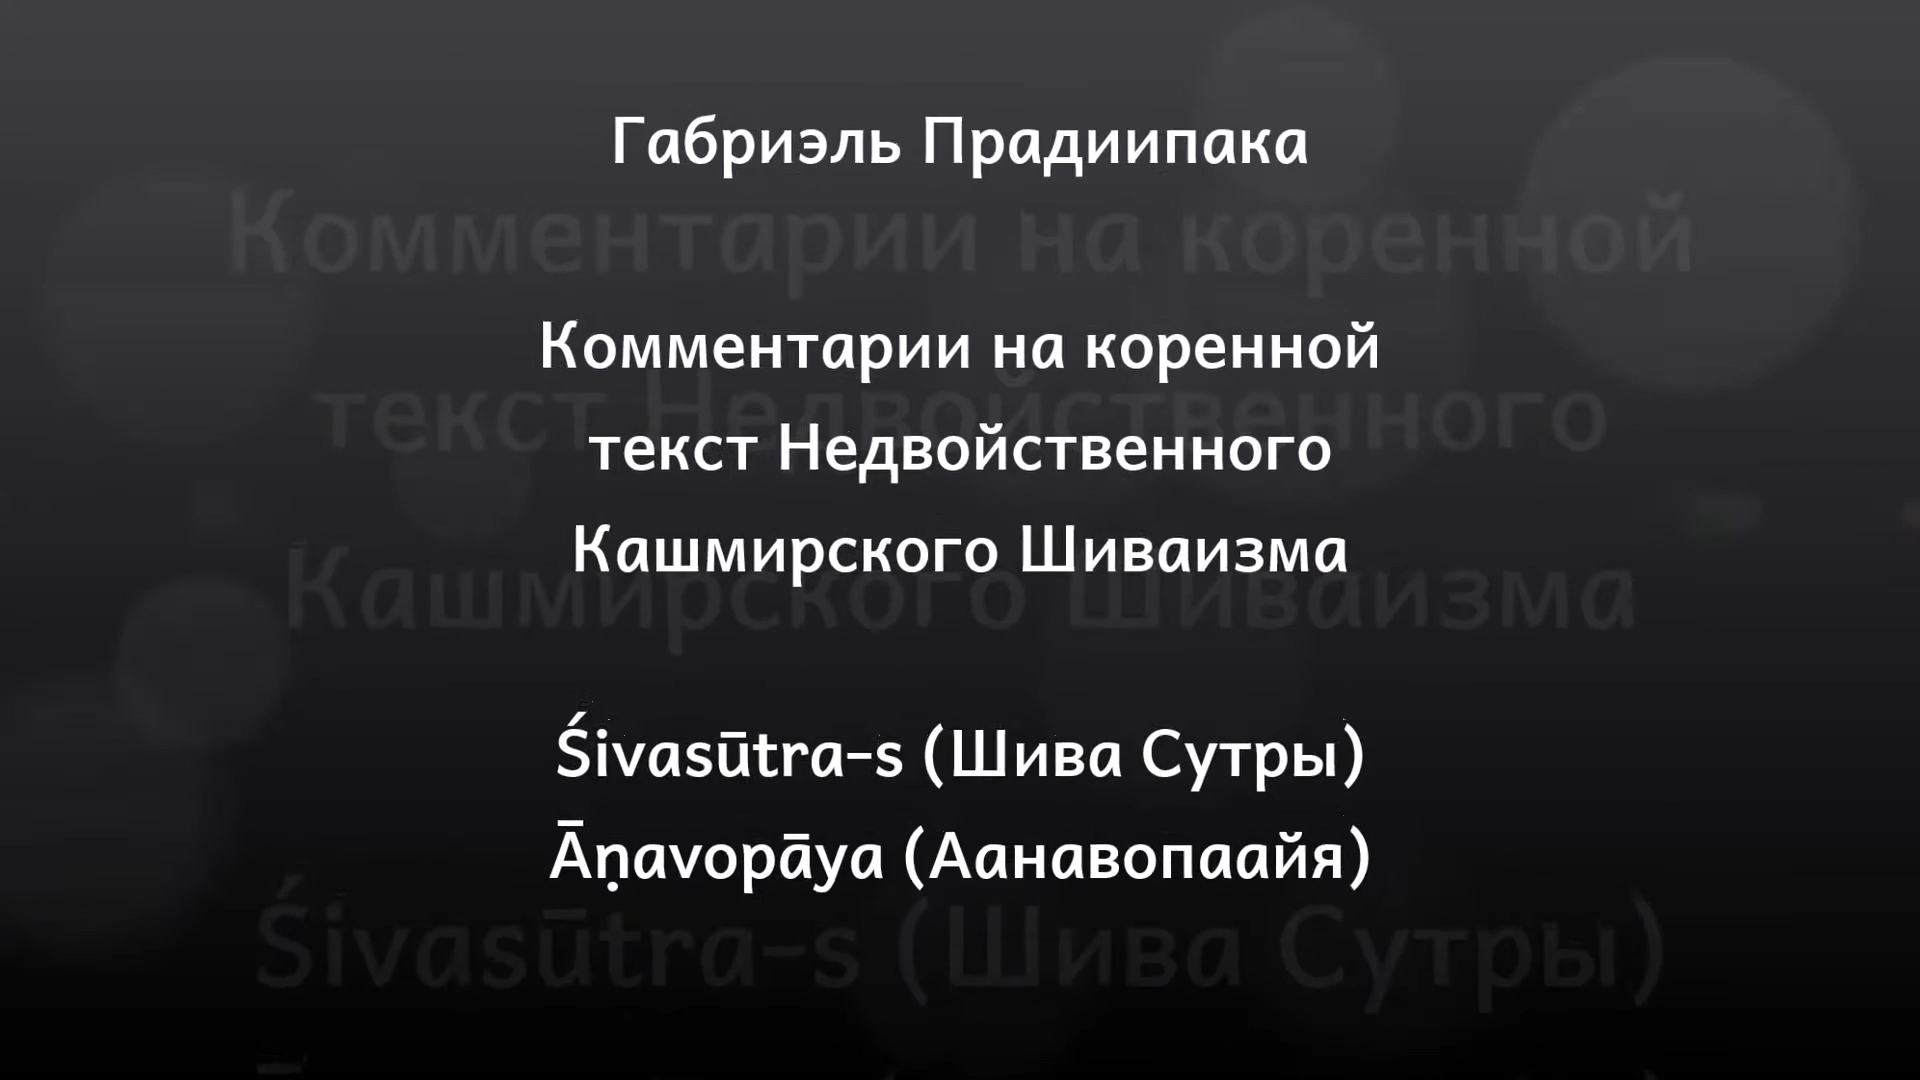 Габриэль Прадиипака
Комментарии на коренной
текст Недвойственного
Кашмирского Шиваизма
Śivasūtra-s (Шива Сутры)
Āṇavopāya (Аанавопаайя)